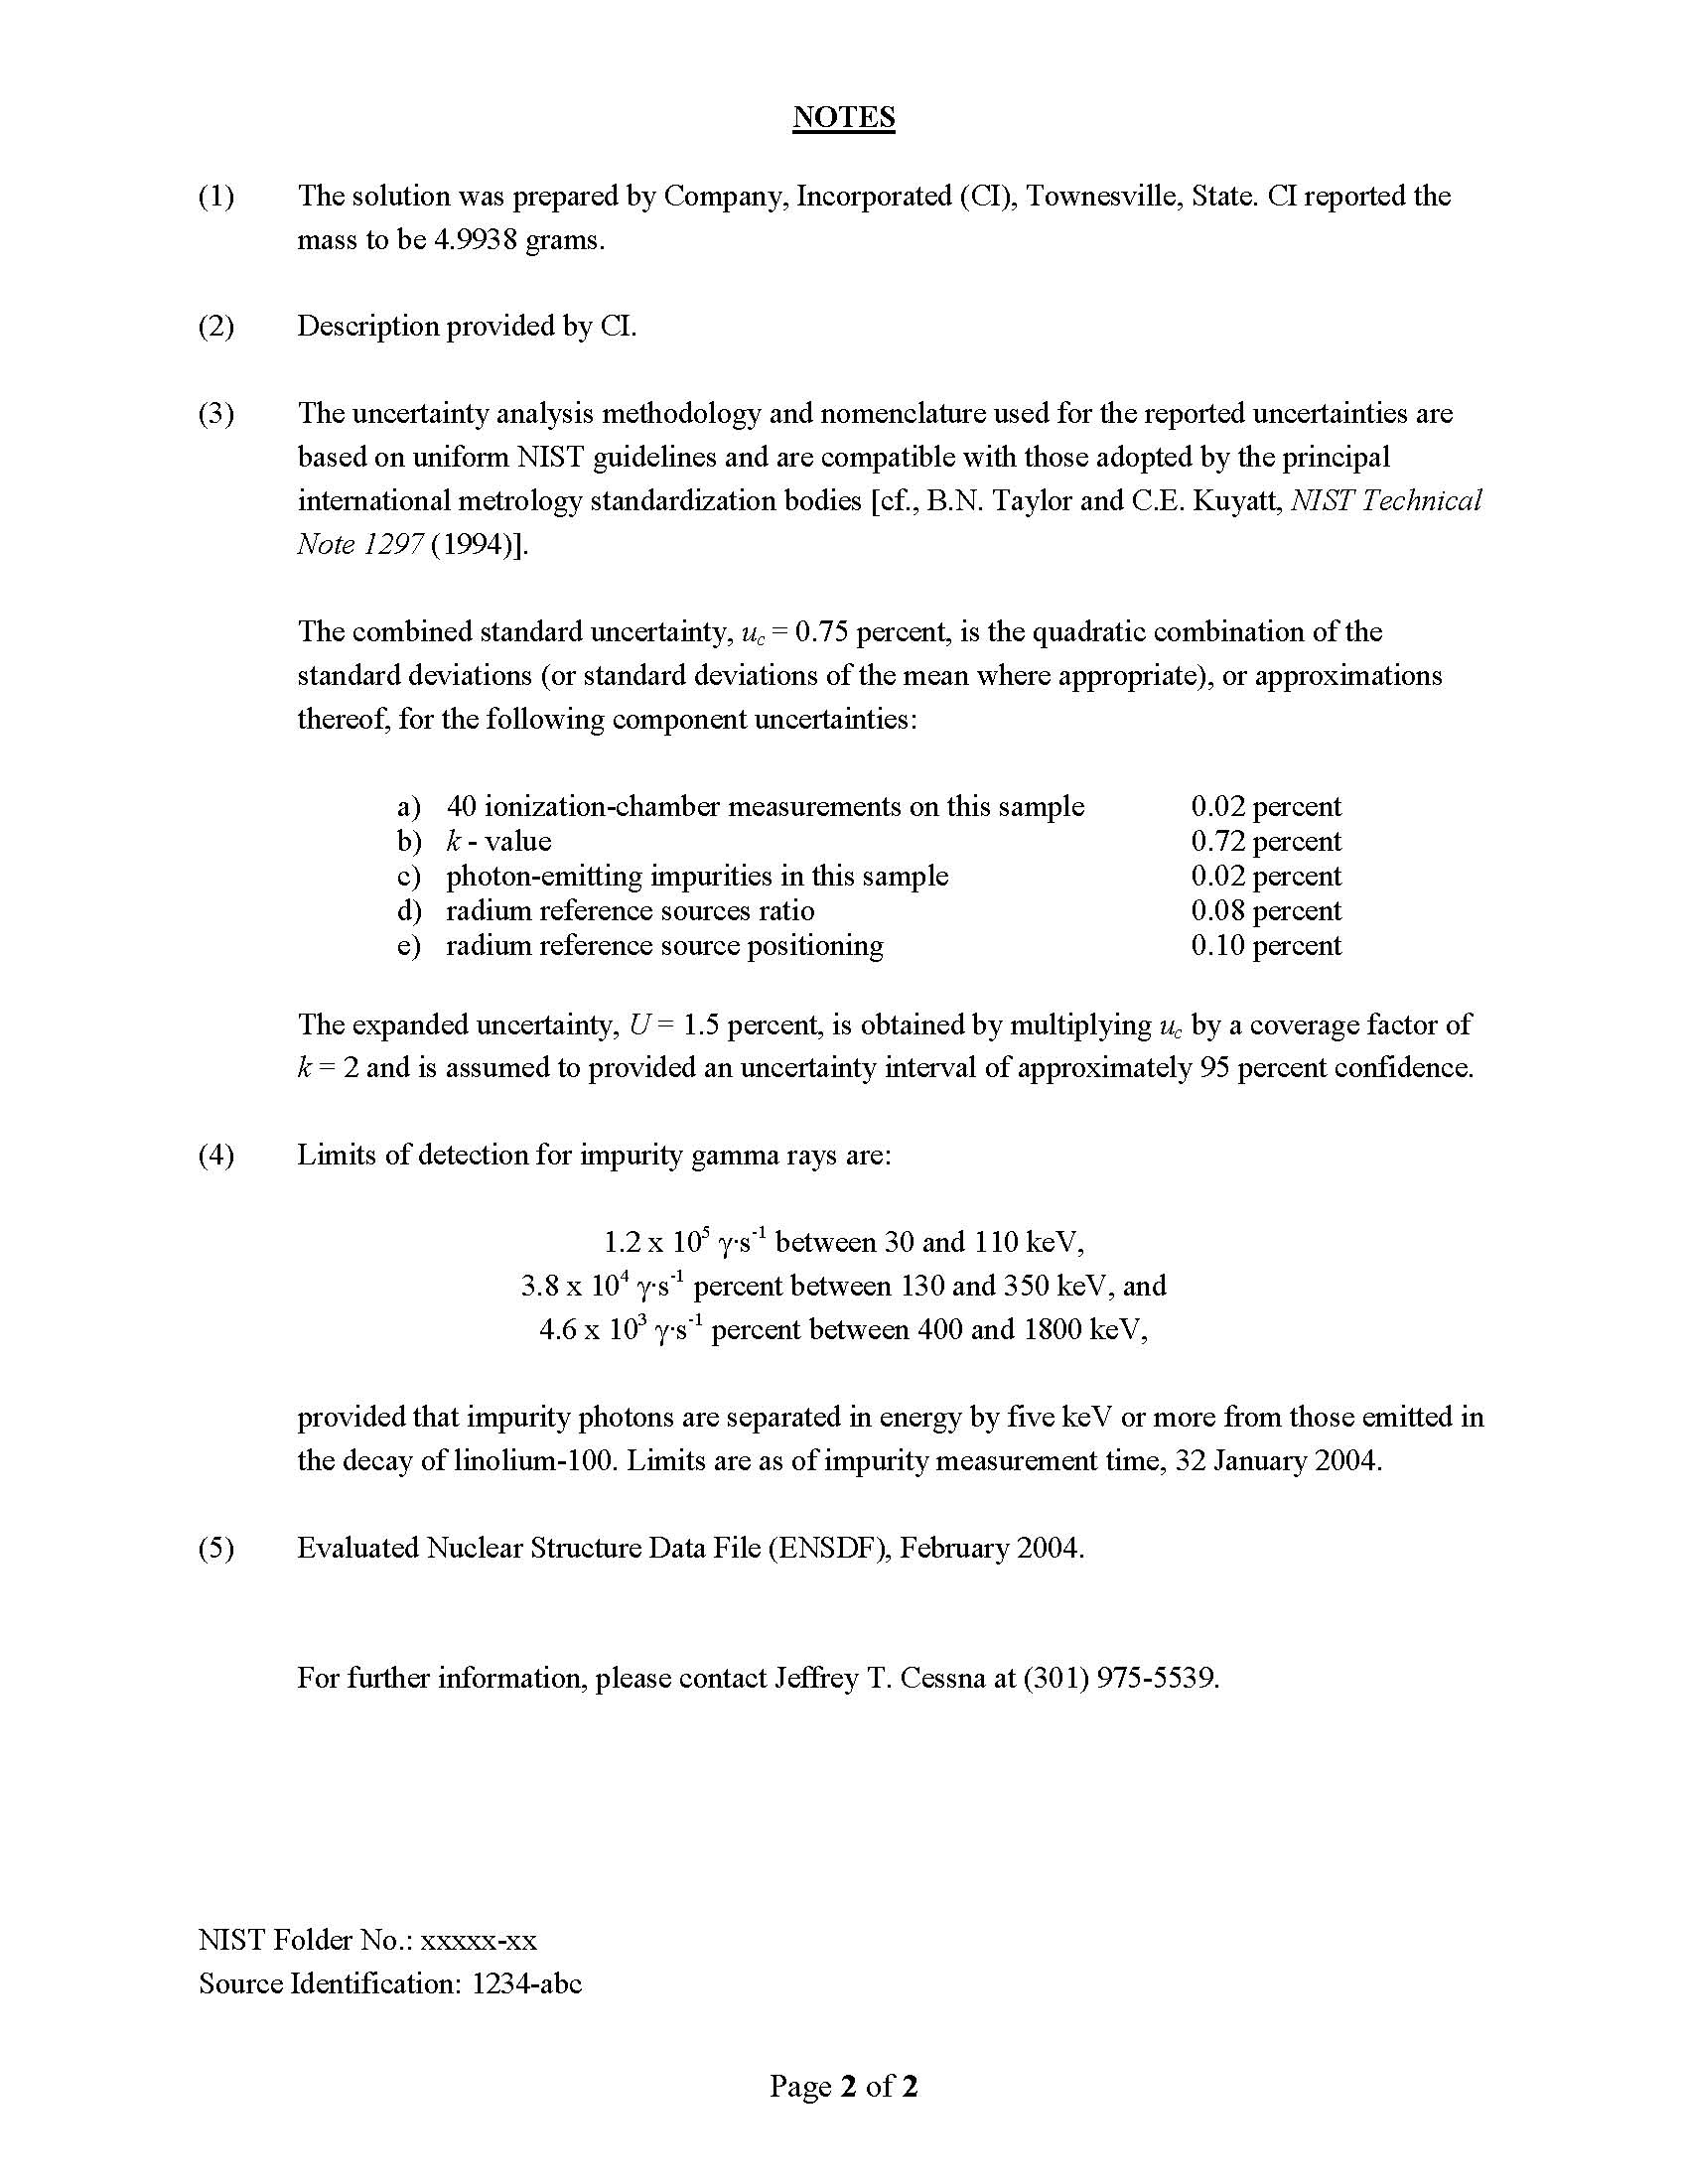 NOTES
(1) The solution was prepared by Company, Incorporated (CI), Townesville, State. CI reported the
mass to be 4.9938 grams.
(2) Description provided by CI.
(3) The uncertainty analysis methodology and nomenclature used for the reported uncertainties are
based on uniform NIST guidelines and are compatible with those adopted by the principal
international metrology standardization bodies [cf., B.N. Taylor and C.E. Kuyatt, NIST Technical
Note 1297 (1994)].
The combined standard uncertainty, u_c = 0.75 percent, is the quadratic combination of the
standard deviations (or standard deviations of the mean where appropriate), or approximations
thereof, for the following component uncertainties:
a) 40 ionization-chamber measurements on this sample 0.02 percent
b) k - value 0.72 percent
c) photon-emitting impurities in this sample 0.02 percent
d) radium reference sources ratio 0.08 percent
e) radium reference source positioning 0.10 percent
The expanded uncertainty, U = 1.5 percent, is obtained by multiplying u_c by a coverage factor of
k = 2 and is assumed to provided an uncertainty interval of approximately 95 percent confidence.
(4) Limits of detection for impurity gamma rays are:
1.2 x 10⁵ γ·s⁻¹ between 30 and 110 keV,
3.8 x 10⁴ γ·s⁻¹ percent between 130 and 350 keV, and
4.6 x 10³ γ·s⁻¹ percent between 400 and 1800 keV,
provided that impurity photons are separated in energy by five keV or more from those emitted in
the decay of linolium-100. Limits are as of impurity measurement time, 32 January 2004.
(5) Evaluated Nuclear Structure Data File (ENSDF), February 2004.
For further information, please contact Jeffrey T. Cessna at (301) 975-5539.
NIST Folder No.: xxxxx-xx
Source Identification: 1234-abc
Page 2 of 2